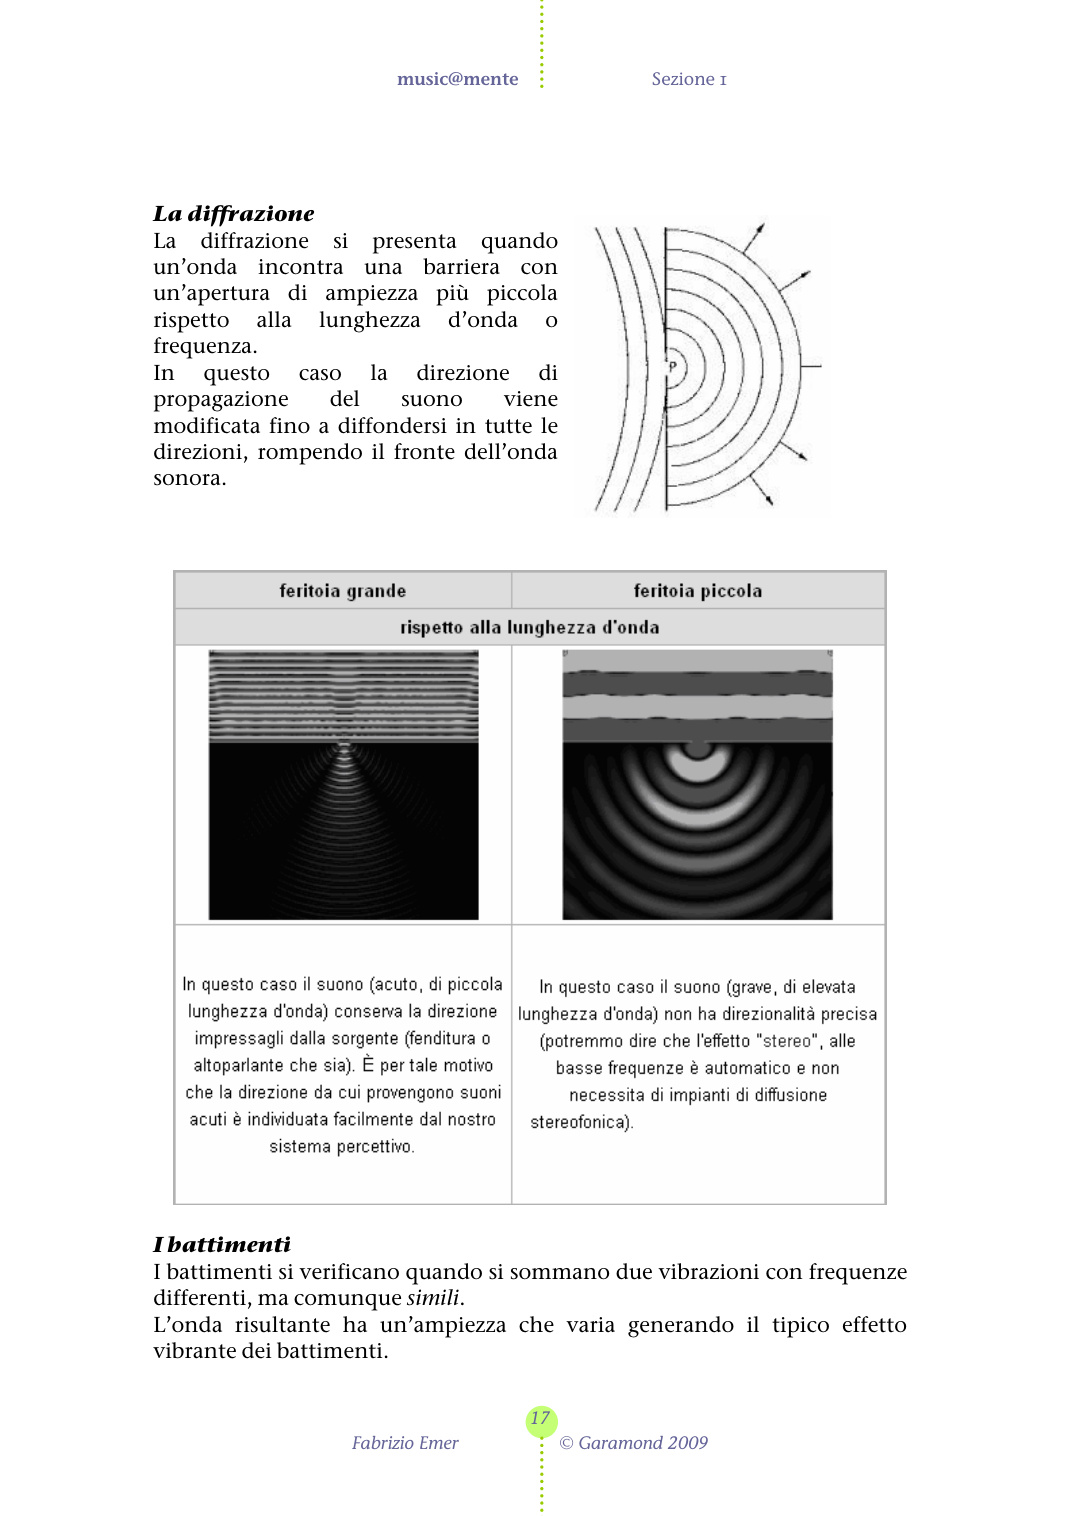 music@mente
Sezione 1
La diffrazione
La diffrazione si presenta quando
un'onda incontra una barriera con
un'apertura di ampiezza più piccola
rispetto alla lunghezza d'onda o
frequenza.
In questo caso la direzione di
propagazione del suono viene
modificata fino a diffondersi in tutte le
direzioni, rompendo il fronte dell'onda
sonora.
P
feritoia grande
feritoia piccola
rispetto alla lunghezza d'onda
In questo caso il suono (acuto, di piccola
lunghezza d'onda) conserva la direzione
impressagli dalla sorgente (fenditura o
altoparlante che sia). È per tale motivo
che la direzione da cui provengono suoni
acuti è individuata facilmente dal nostro
sistema percettivo.
In questo caso il suono (grave, di elevata
lunghezza d'onda) non ha direzionalità precisa
(potremmo dire che l'effetto "stereo", alle
basse frequenze è automatico e non
necessita di impianti di diffusione
stereofonica).
I battimenti
I battimenti si verificano quando si sommano due vibrazioni con frequenze
differenti, ma comunque simili.
L'onda risultante ha un'ampiezza che varia generando il tipico effetto
vibrante dei battimenti.
17
Fabrizio Emer
© Garamond 2009